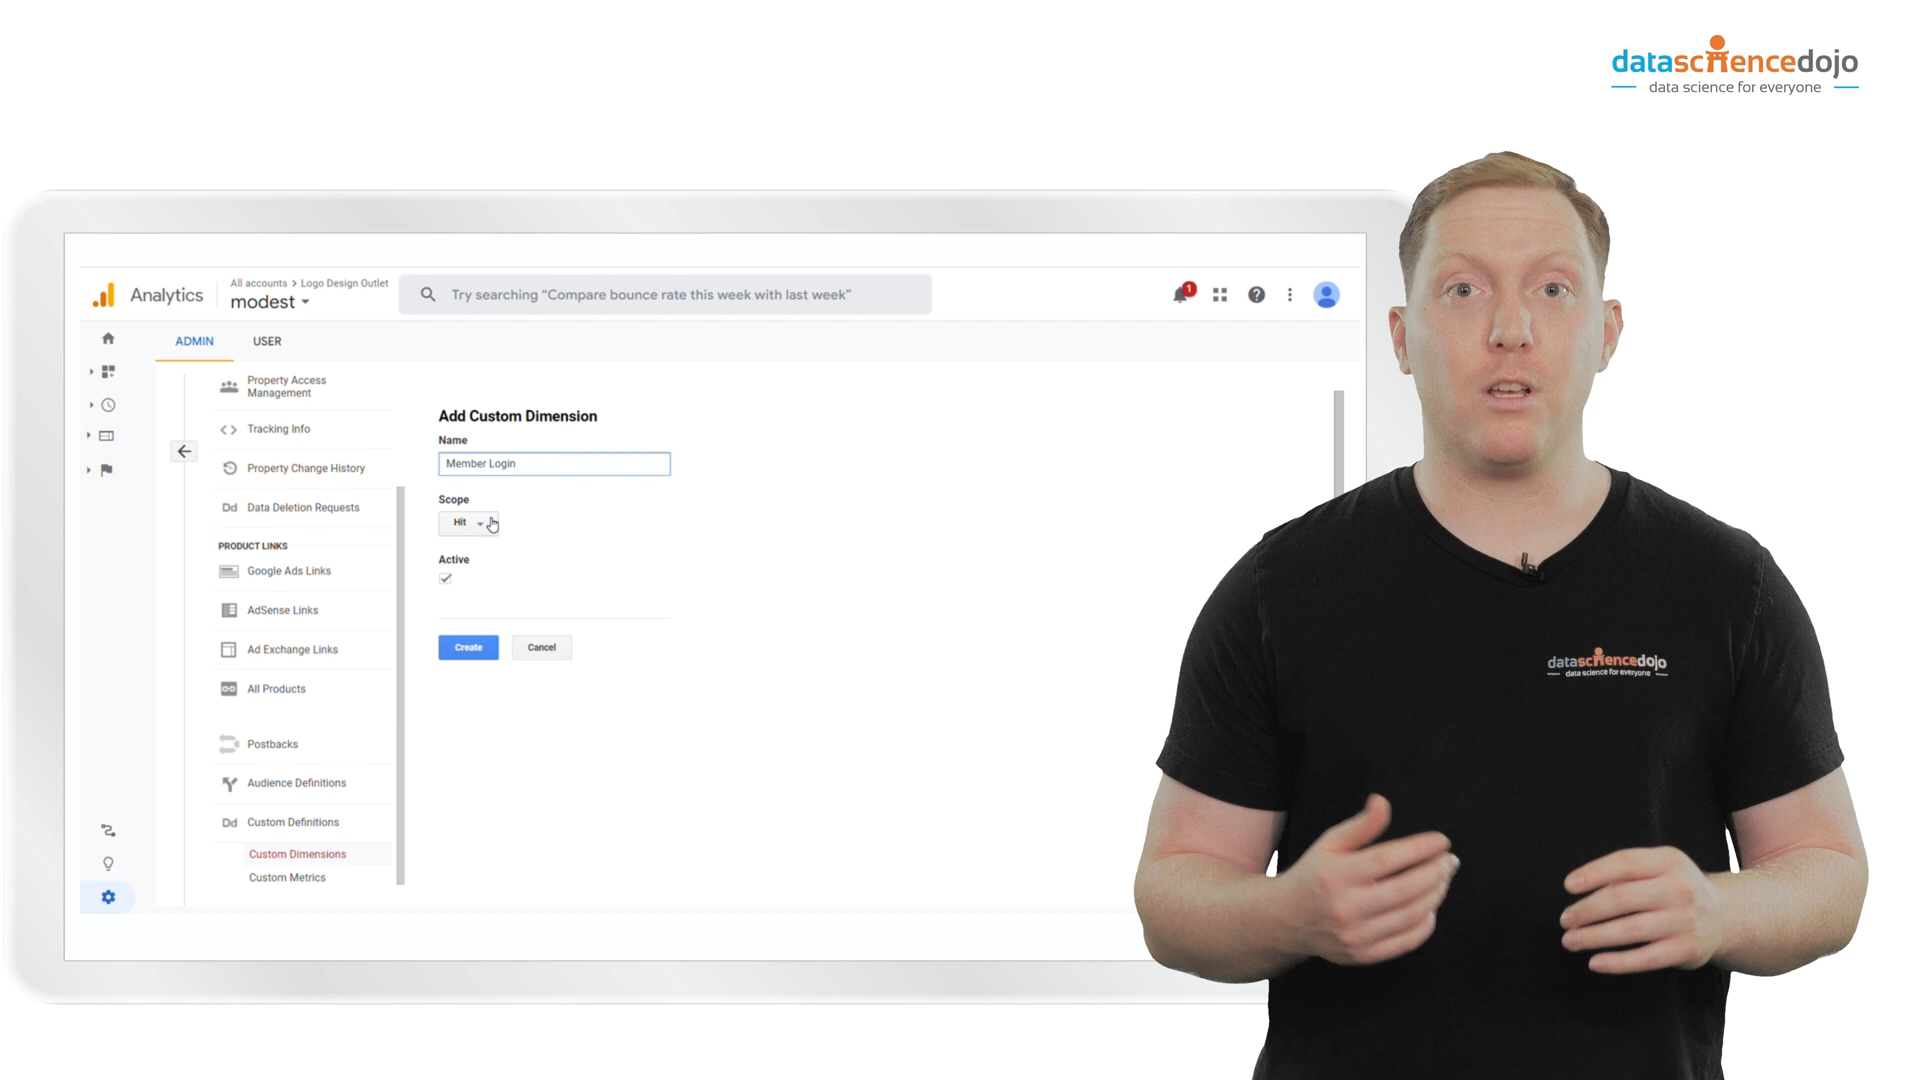 datasciencedojo
data science for everyone
Analytics
All accounts > Logo Design Outlet
modest
Try searching “Compare bounce rate this week with last week”
1
ADMIN
USER
Property Access
Management
Tracking Info
Property Change History
Dd Data Deletion Requests
PRODUCT LINKS
Google Ads Links
AdSense Links
Ad Exchange Links
All Products
Postbacks
Audience Definitions
Dd Custom Definitions
Custom Dimensions
Custom Metrics
Add Custom Dimension
Name
Member Login
Scope
Hit
Active
Create
Cancel
datasciencedojo
data science for everyone